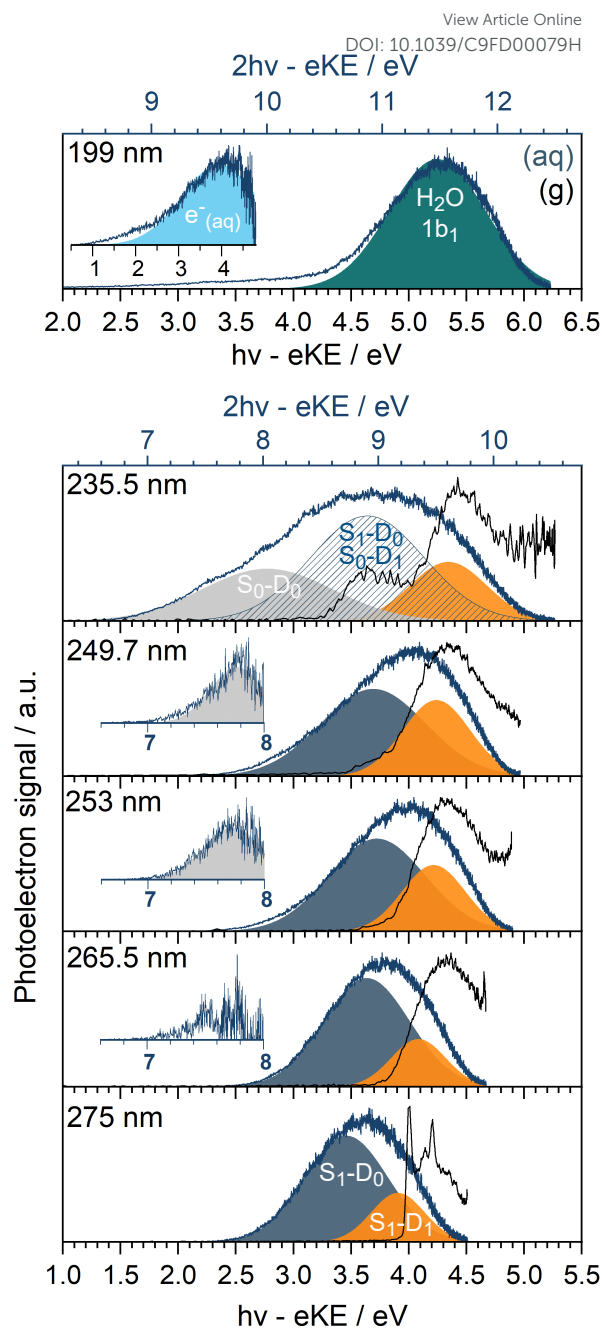 View Article Online
DOI: 10.1039/C9FD00079H
2hv - eKE / eV
9 10 11 12
199 nm
(aq)
(g)
e⁻(aq)
H₂O
1b₁
1 2 3 4
2.0 2.5 3.0 3.5 4.0 4.5 5.0 5.5 6.0 6.5
hv - eKE / eV
2hv - eKE / eV
7 8 9 10
Photoelectron signal / a.u.
235.5 nm
S₁-D₀
S₀-D₁
S₀-D₀
249.7 nm
7 8
253 nm
7 8
265.5 nm
7 8
275 nm
S₁-D₀
S₁-D₁
1.0 1.5 2.0 2.5 3.0 3.5 4.0 4.5 5.0 5.5
hv - eKE / eV